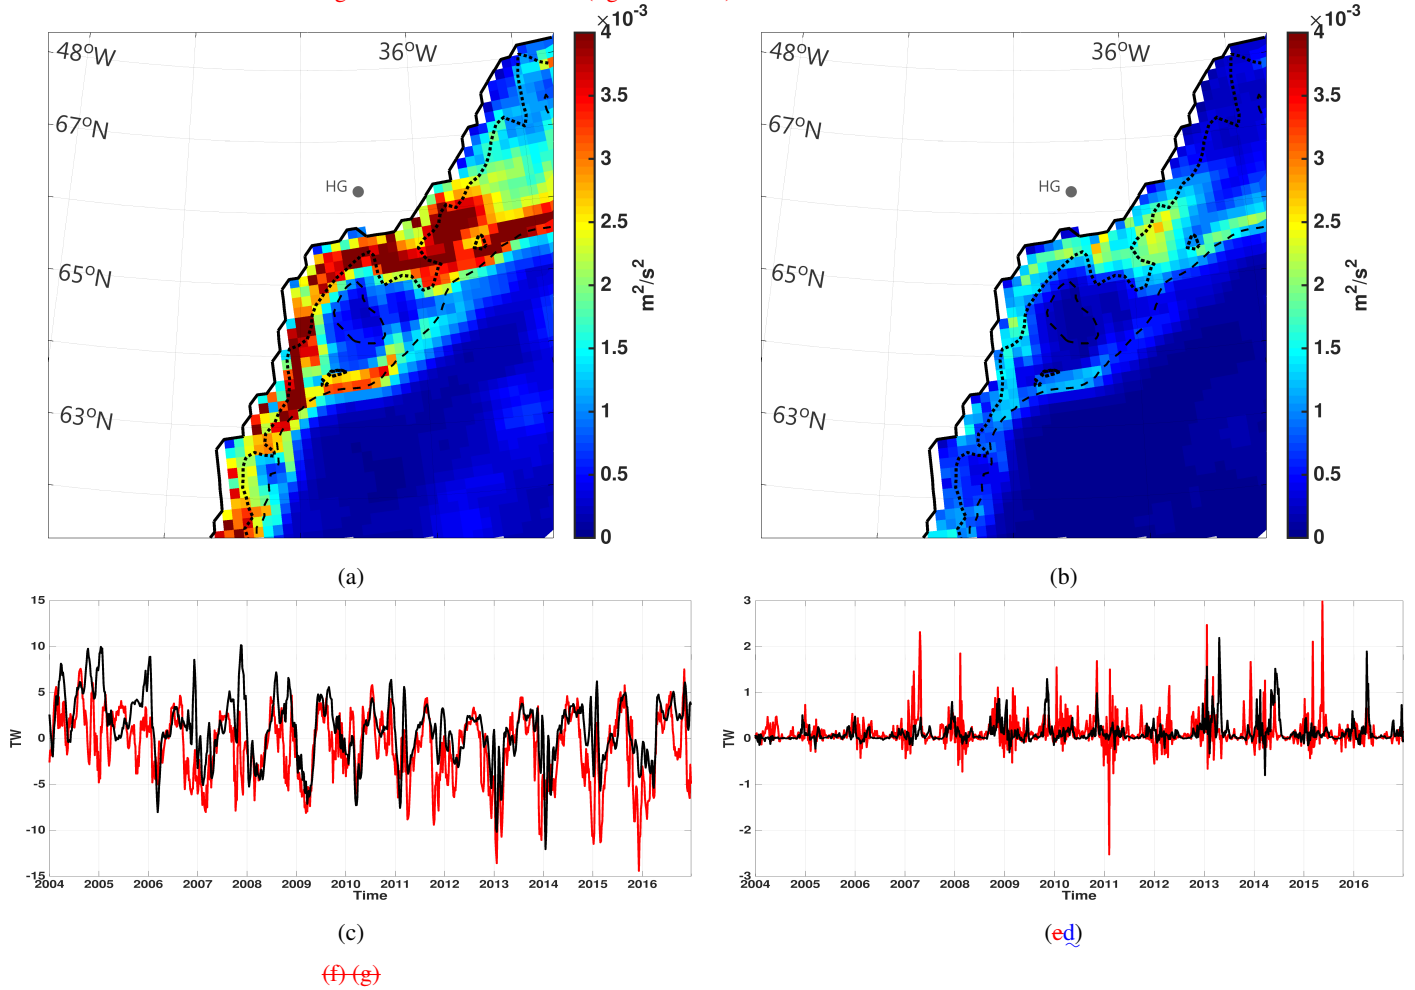 ×10⁻³ ×10⁻³
48°W 36°W 4 48°W 36°W 4
3.5 3.5
67°N 3 67°N 3
HG 2.5 HG 2.5
65°N 2 m²/s² 65°N 2 m²/s²
1.5 1.5
63°N 1 63°N 1
0.5 0.5
0 0
(a) (b)
15 3
10 2
5 1
TW 0 TW 0
-5 -1
-10 -2
-15 -3
2004 2005 2006 2007 2008 2009 2010 2011 2012 2013 2014 2015 2016 2004 2005 2006 2007 2008 2009 2010 2011 2012 2013 2014 2015 2016
Time Time
(c) (ed)
(f) (g)